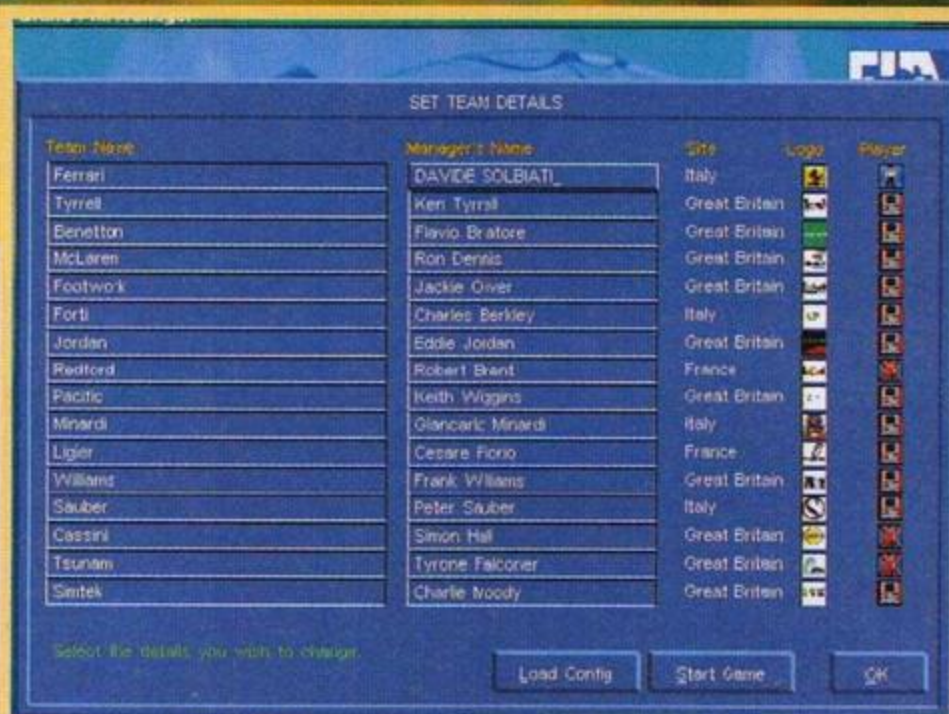 SET TEAM DETAILS
Team Name Manager's Name Site Logo Player
Ferrari DAVIDE SOLBIATI_ Italy
Tyrrell Ken Tyrrell Great Britain
Benetton Flavio Bratore Great Britain
McLaren Ron Dennis Great Britain
Footwork Jackie Oliver Great Britain
Forti Charles Berkley Italy
Jordan Eddie Jordan Great Britain
Redford Robert Brent France
Pacific Keith Wiggins Great Britain
Minardi Giancarlo Minardi Italy
Ligier Cesare Fiorio France
Williams Frank Williams Great Britain
Sauber Peter Sauber Italy
Cassini Simon Hall Great Britain
Tsunami Tyrone Falconer Great Britain
Simtek Charlie Moody Great Britain
Select the details you wish to change.
Load Config Start Game OK